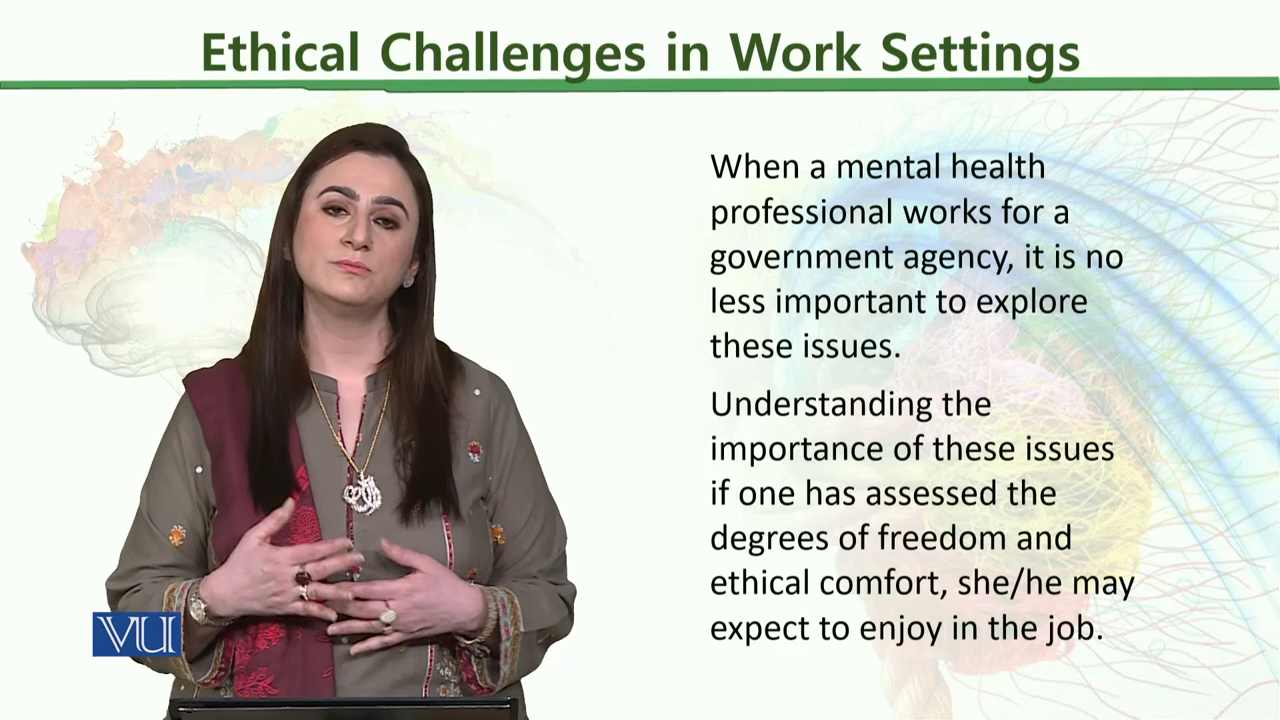 Ethical Challenges in Work Settings
When a mental health
professional works for a
government agency, it is no
less important to explore
these issues.
Understanding the
importance of these issues
if one has assessed the
degrees of freedom and
ethical comfort, she/he may
expect to enjoy in the job.
VU